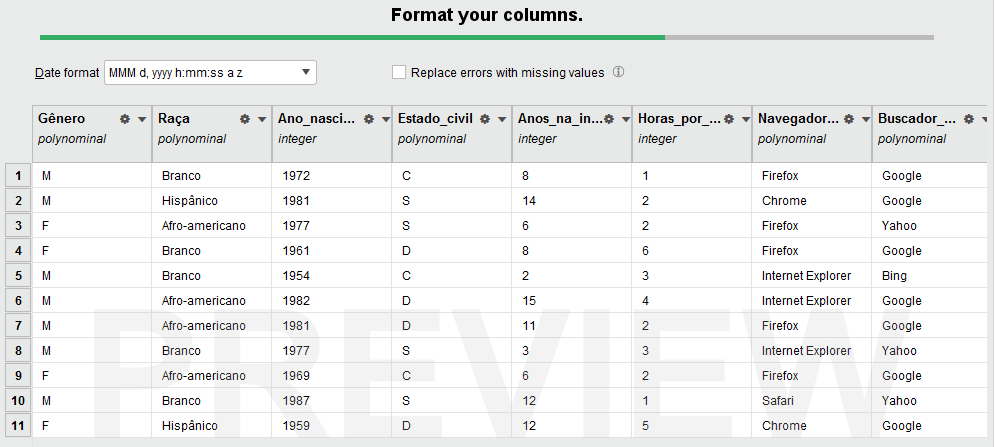 Format your columns.
Date format MMM d, yyyy h:mm:ss a z Replace errors with missing values
Gênero Raça Ano_nasci... Estado_civil Anos_na_in... Horas_por_... Navegador... Buscador_...
polynominal polynominal integer polynominal integer integer polynominal polynominal
1 M Branco 1972 C 8 1 Firefox Google
2 M Hispânico 1981 S 14 2 Chrome Google
3 F Afro-americano 1977 S 6 2 Firefox Yahoo
4 F Branco 1961 D 8 6 Firefox Google
5 M Branco 1954 C 2 3 Internet Explorer Bing
6 M Afro-americano 1982 D 15 4 Internet Explorer Google
7 M Afro-americano 1981 D 11 2 Firefox Google
8 M Branco 1977 S 3 3 Internet Explorer Yahoo
9 F Afro-americano 1969 C 6 2 Firefox Google
10 M Branco 1987 S 12 1 Safari Yahoo
11 F Hispânico 1959 D 12 5 Chrome Google
PREVIEW